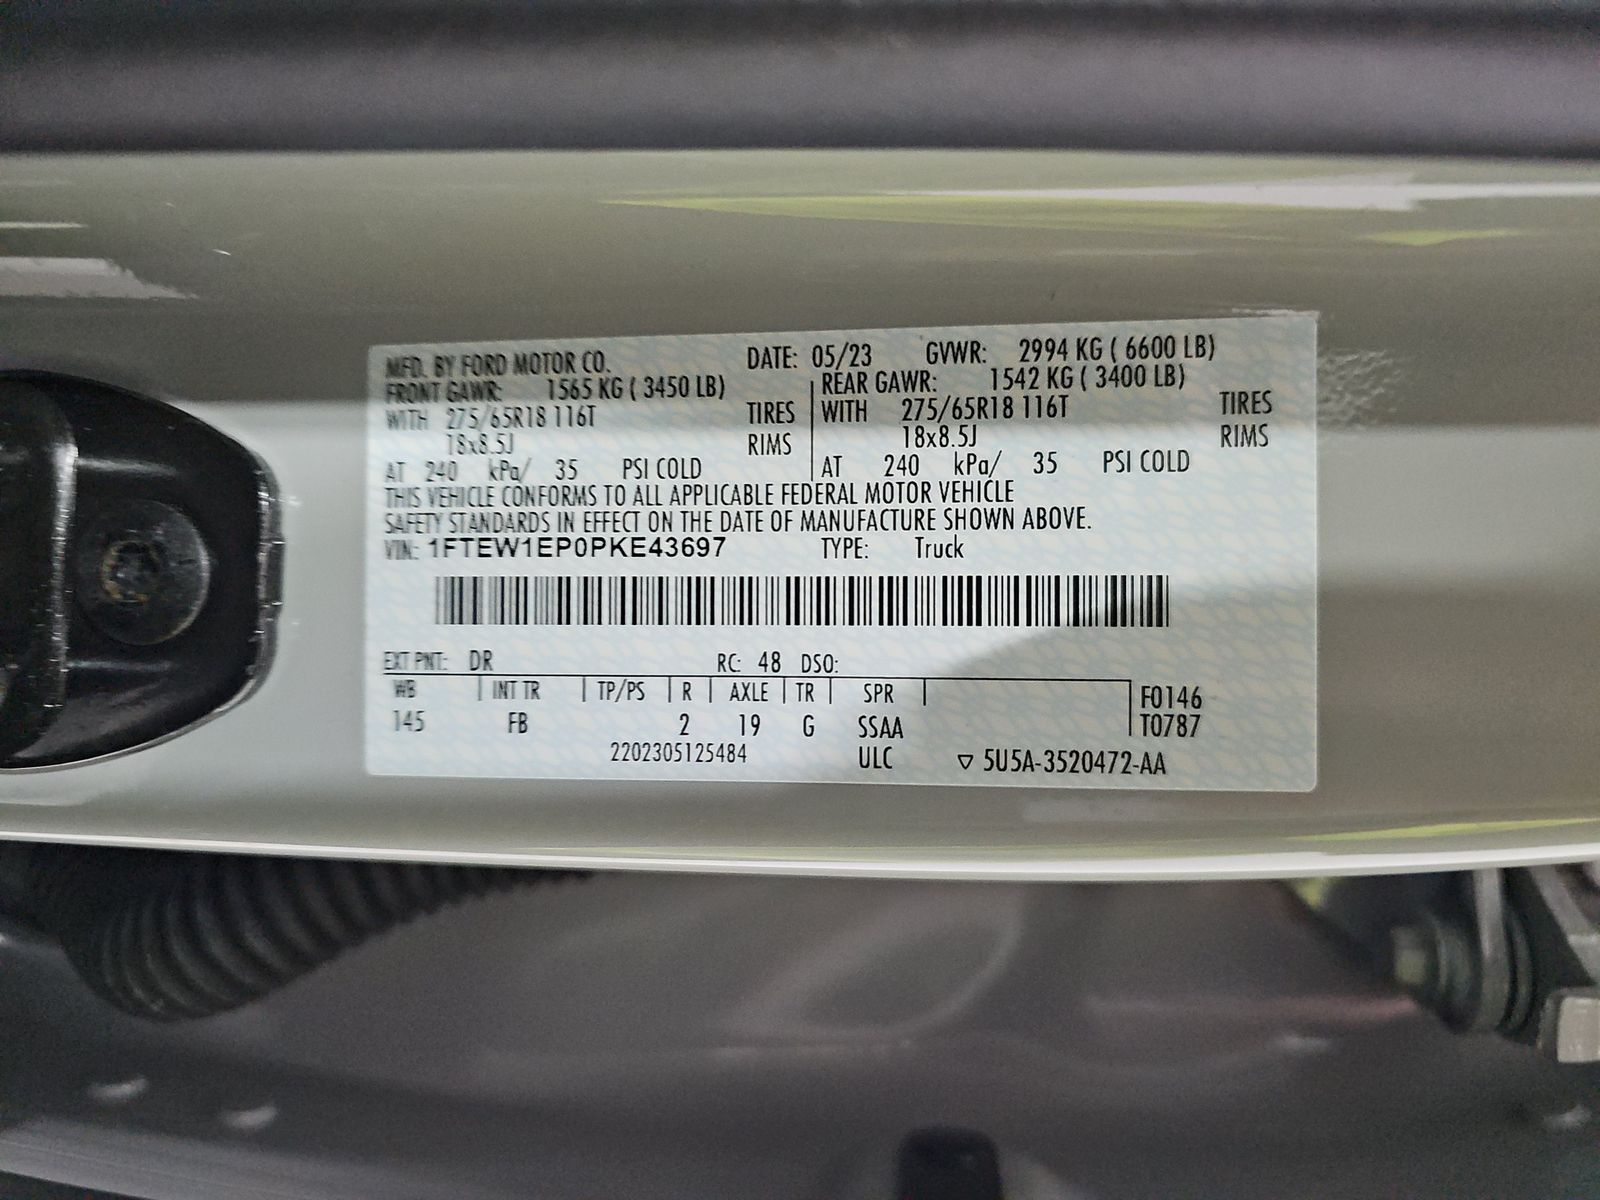 MFD. BY FORD MOTOR CO. DATE: 05/23 GVWR: 2994 KG ( 6600 LB)
FRONT GAWR: 1565 KG ( 3450 LB) REAR GAWR: 1542 KG ( 3400 LB)
WITH 275/65R18 116T TIRES WITH 275/65R18 116T TIRES
18x8.5J RIMS 18x8.5J RIMS
AT 240 kPa/ 35 PSI COLD AT 240 kPa/ 35 PSI COLD
THIS VEHICLE CONFORMS TO ALL APPLICABLE FEDERAL MOTOR VEHICLE
SAFETY STANDARDS IN EFFECT ON THE DATE OF MANUFACTURE SHOWN ABOVE.
VIN: 1FTEW1EP0PKE43697 TYPE: Truck
EXT PNT: DR RC: 48 DSO:
WB INT TR TP/PS R AXLE TR SPR F0146
145 FB 2 19 G SSAA T0787
2202305125484 ULC ▽ 5U5A-3520472-AA